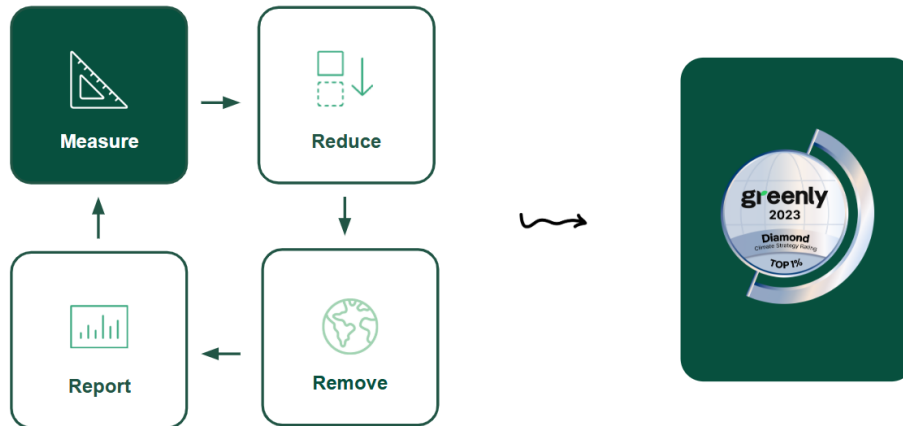 Measure
Reduce
Report
Remove
greenly
2023
Diamond
Climate Strategy Rating
TOP 1%